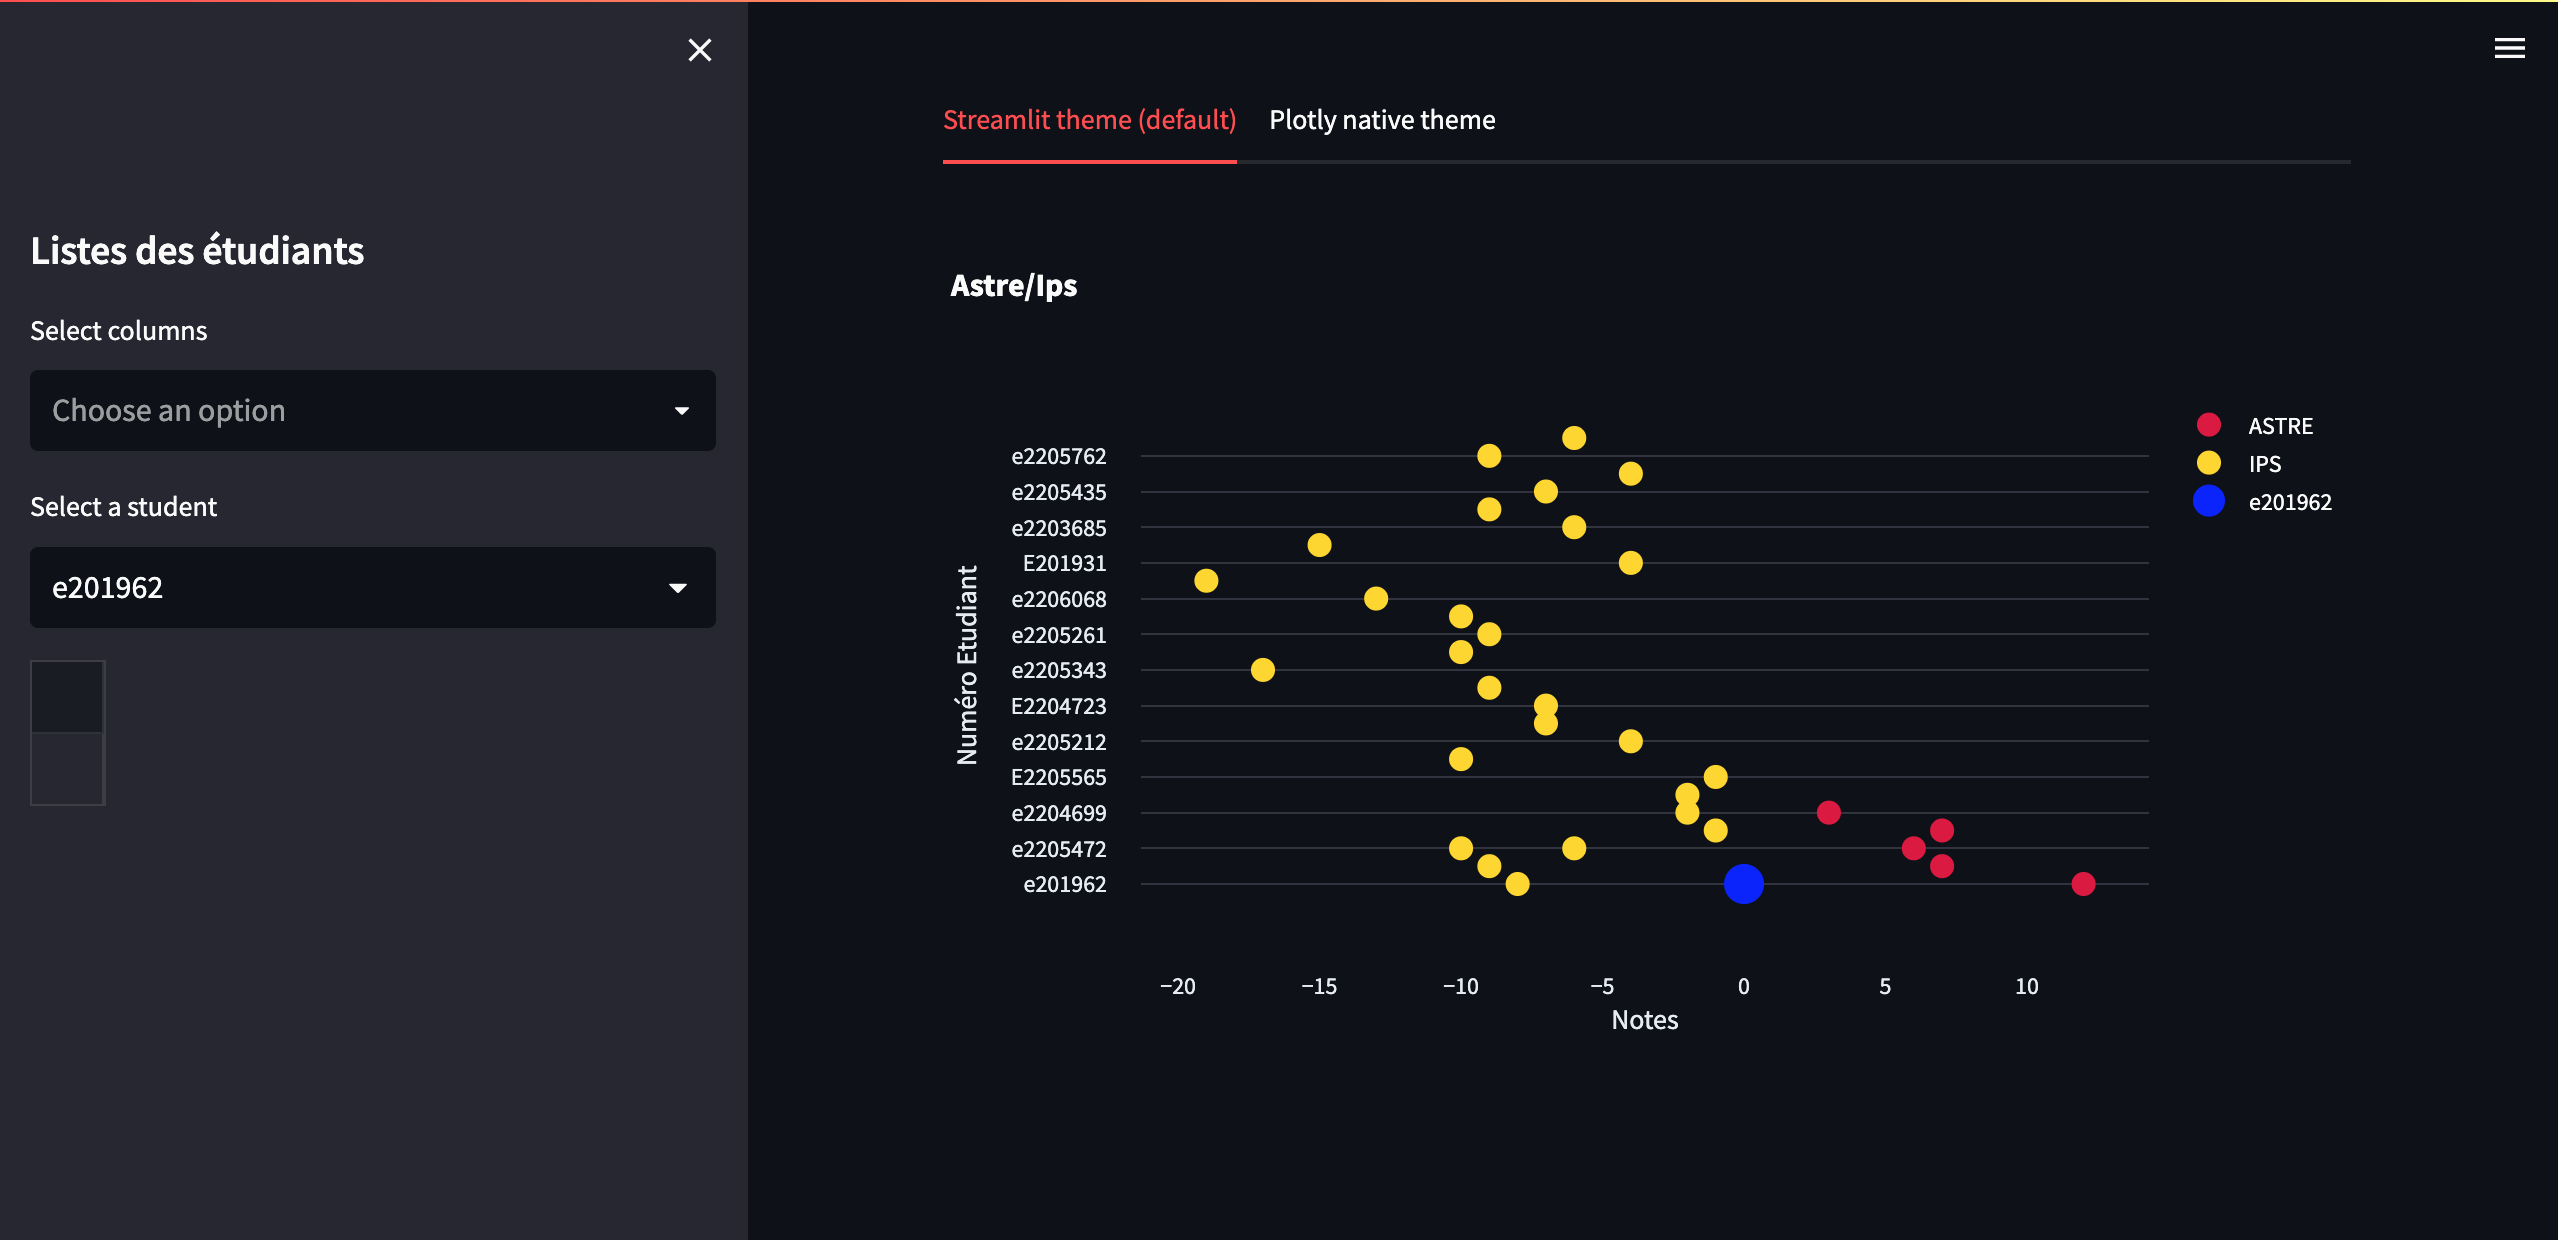 Listes des étudiants
Select columns
Choose an option
Select a student
e201962
Streamlit theme (default)
Plotly native theme
Astre/Ips
Numéro Etudiant
e2205762
e2205435
e2203685
E201931
e2206068
e2205261
e2205343
E2204723
e2205212
E2205565
e2204699
e2205472
e201962
−20
−15
−10
−5
0
5
10
Notes
ASTRE
IPS
e201962